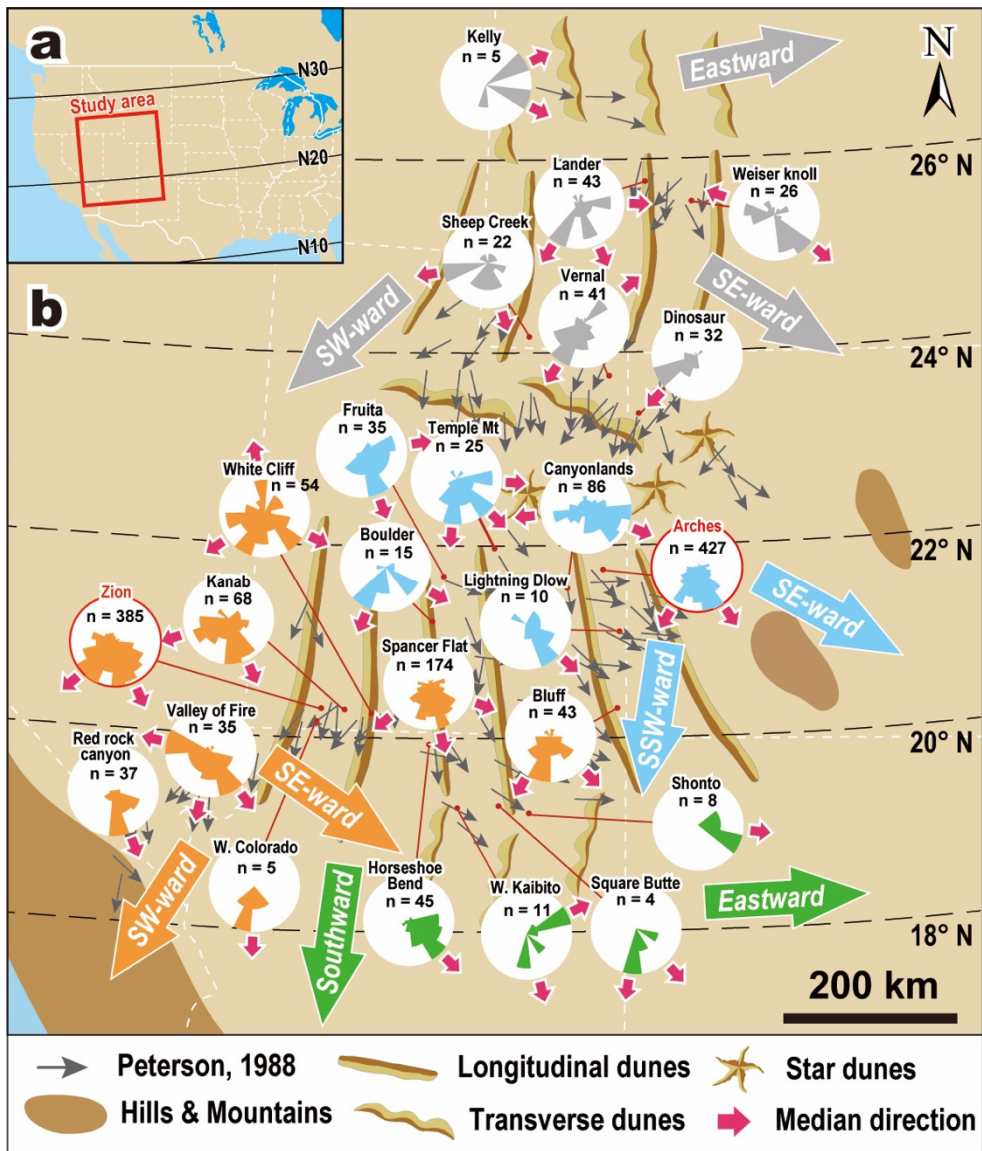 a
N30
Study area
N20
N10
Kelly
n = 5
Eastward
N
26° N
Lander
n = 43
Weiser knoll
n = 26
Sheep Creek
n = 22
Vernal
n = 41
b
SW-ward
SE-ward
Dinosaur
n = 32
24° N
Fruita
n = 35
Temple Mt
n = 25
White Cliff
n = 54
Canyonlands
n = 86
Arches
n = 427
22° N
Boulder
n = 15
Zion
n = 385
Kanab
n = 68
Lightning Dlow
n = 10
SE-ward
Spancer Flat
n = 174
SSW-ward
Valley of Fire
n = 35
Bluff
n = 43
20° N
Red rock
canyon
n = 37
SE-ward
Shonto
n = 8
W. Colorado
n = 5
SW-ward
Southward
Horseshoe
Bend
n = 45
W. Kaibito
n = 11
Square Butte
n = 4
Eastward
18° N
200 km
Peterson, 1988
Longitudinal dunes
Star dunes
Hills & Mountains
Transverse dunes
Median direction